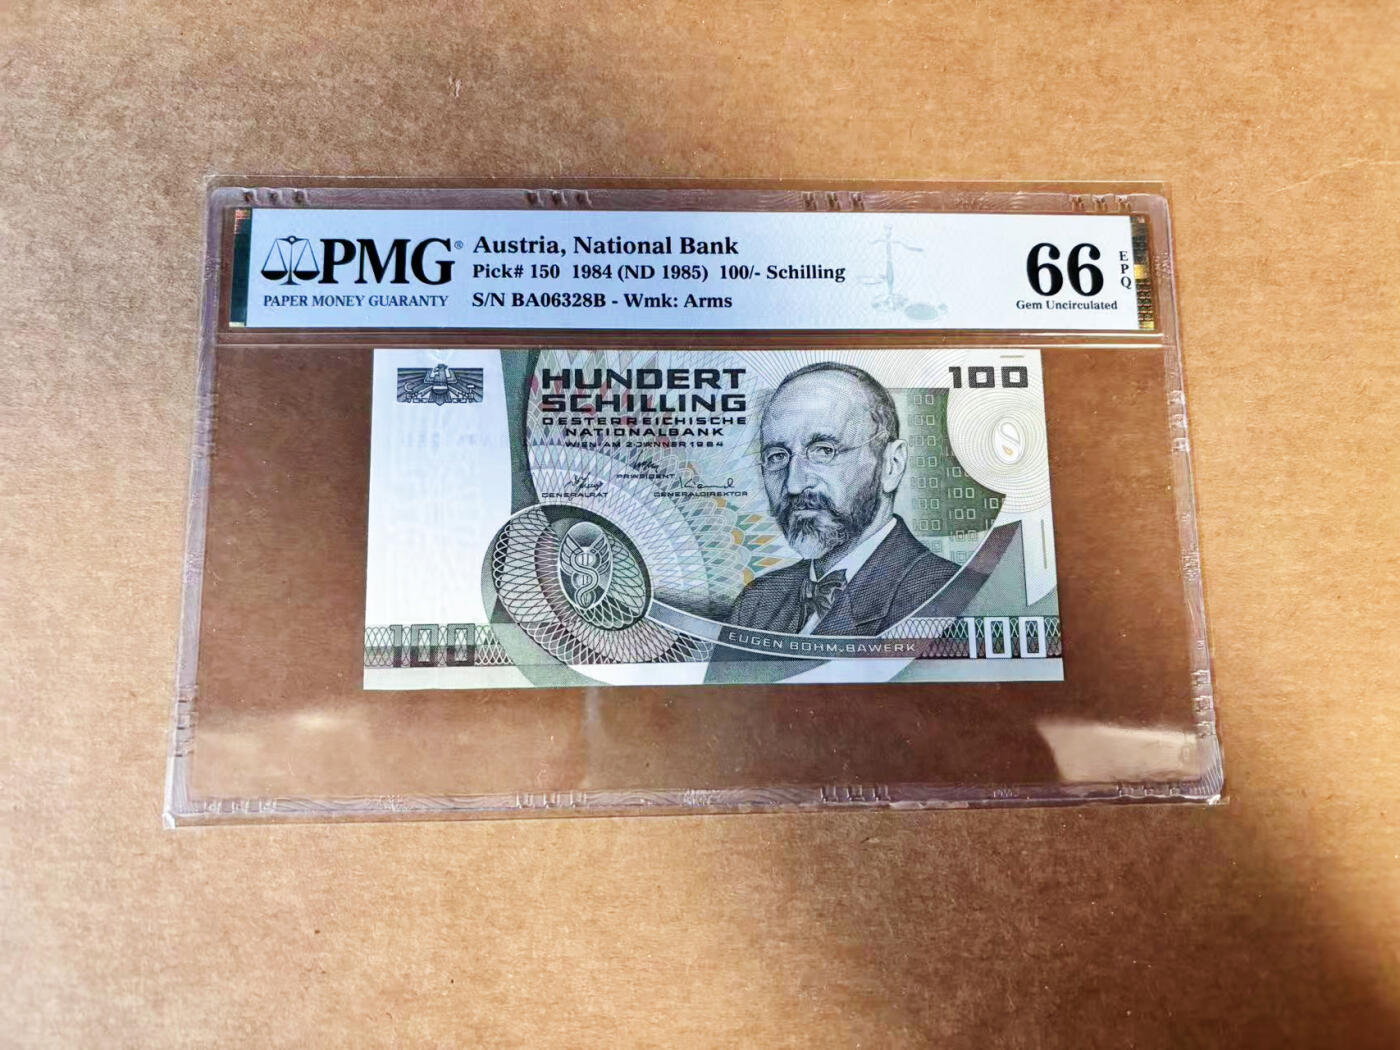 PMG®
PAPER MONEY GUARANTY
Austria, National Bank
Pick# 150 1984 (ND 1985) 100/- Schilling
S/N BA06328B - Wmk: Arms
66
EPQ
Gem Uncirculated
HUNDERT
SCHILLING
OESTERREICHISCHE
NATIONALBANK
WIEN·AM 2·JÄNNER 1984
PRÄSIDENT
GENERALRAT
GENERALDIREKTOR
100
EUGEN BÖHM·BAWERK
100
100